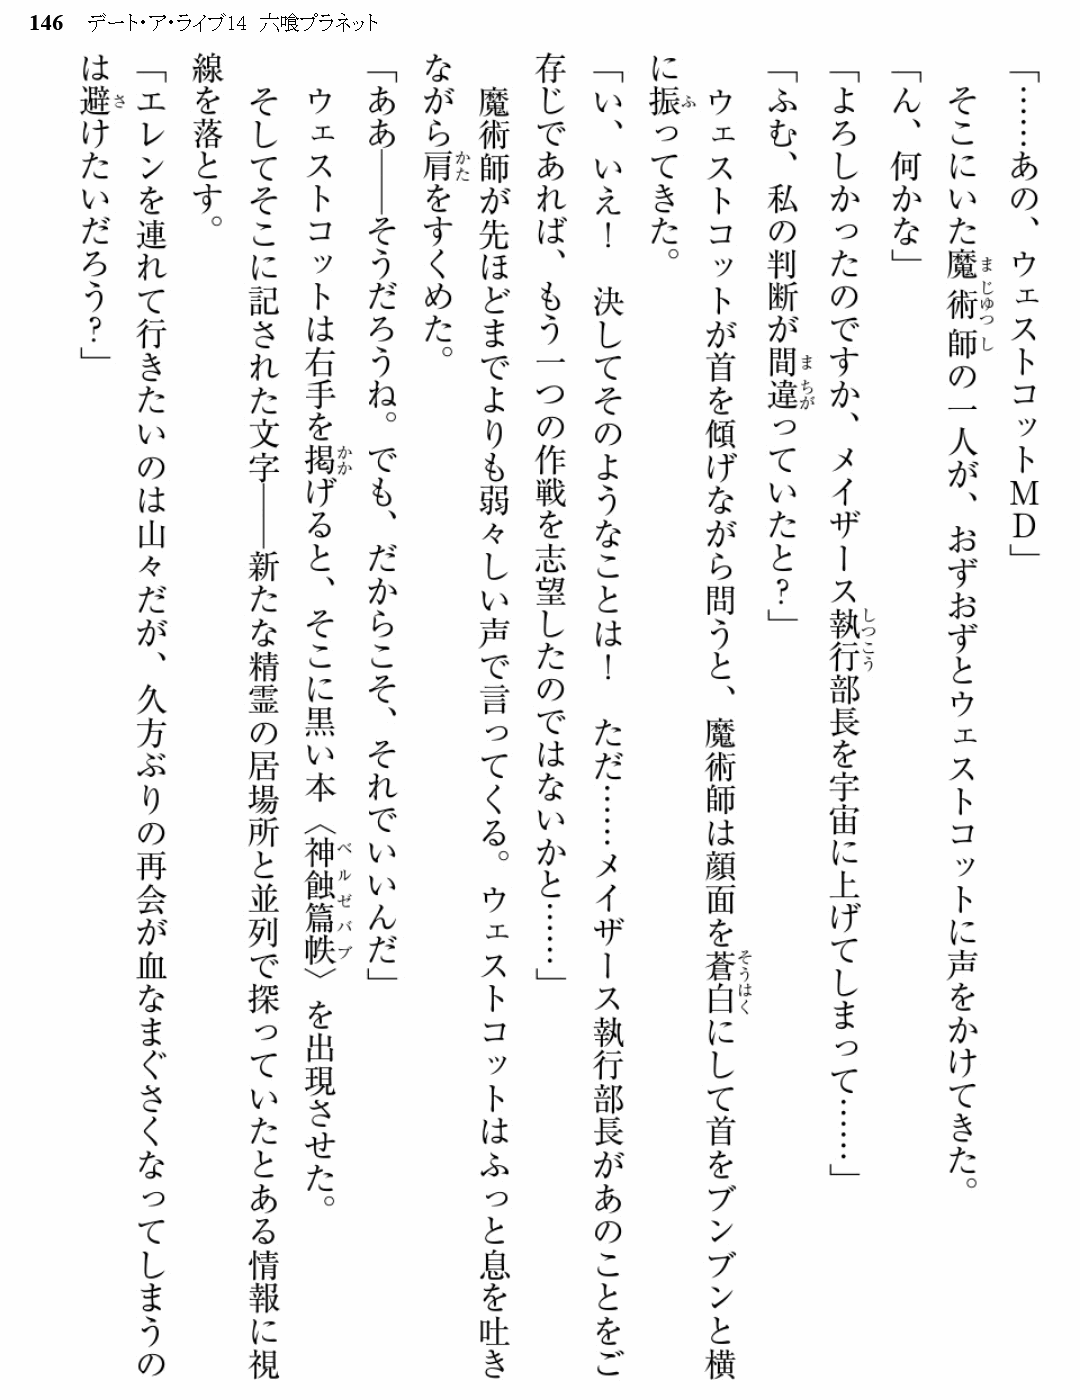 146 デート・ア・ライブ14 六喰プラネット
「……あの、ウェストコットMD」
そこにいた魔術師の一人が、おずおずとウェストコットに声をかけてきた。
「ん、何かな」
「よろしかったのですか、メイザース執行部長を宇宙に上げてしまって……」
「ふむ、私の判断が間違っていたと?」
ウェストコットが首を傾げながら問うと、魔術師は顔面を蒼白にして首をブンブンと横
に振ってきた。
「い、いえ! 決してそのようなことは! ただ……メイザース執行部長があのことをご
存じであれば、もう一つの作戦を志望したのではないかと……」
魔術師が先ほどまでよりも弱々しい声で言ってくる。ウェストコットはふっと息を吐き
ながら肩をすくめた。
「ああ――そうだろうね。でも、だからこそ、それでいいんだ」
ウェストコットは右手を掲げると、そこに黒い本〈神蝕篇帙〉を出現させた。
そしてそこに記された文字――新たな精霊の居場所と並列で探っていたとある情報に視
線を落とす。
「エレンを連れて行きたいのは山々だが、久方ぶりの再会が血なまぐさくなってしまうの
は避けたいだろう?」